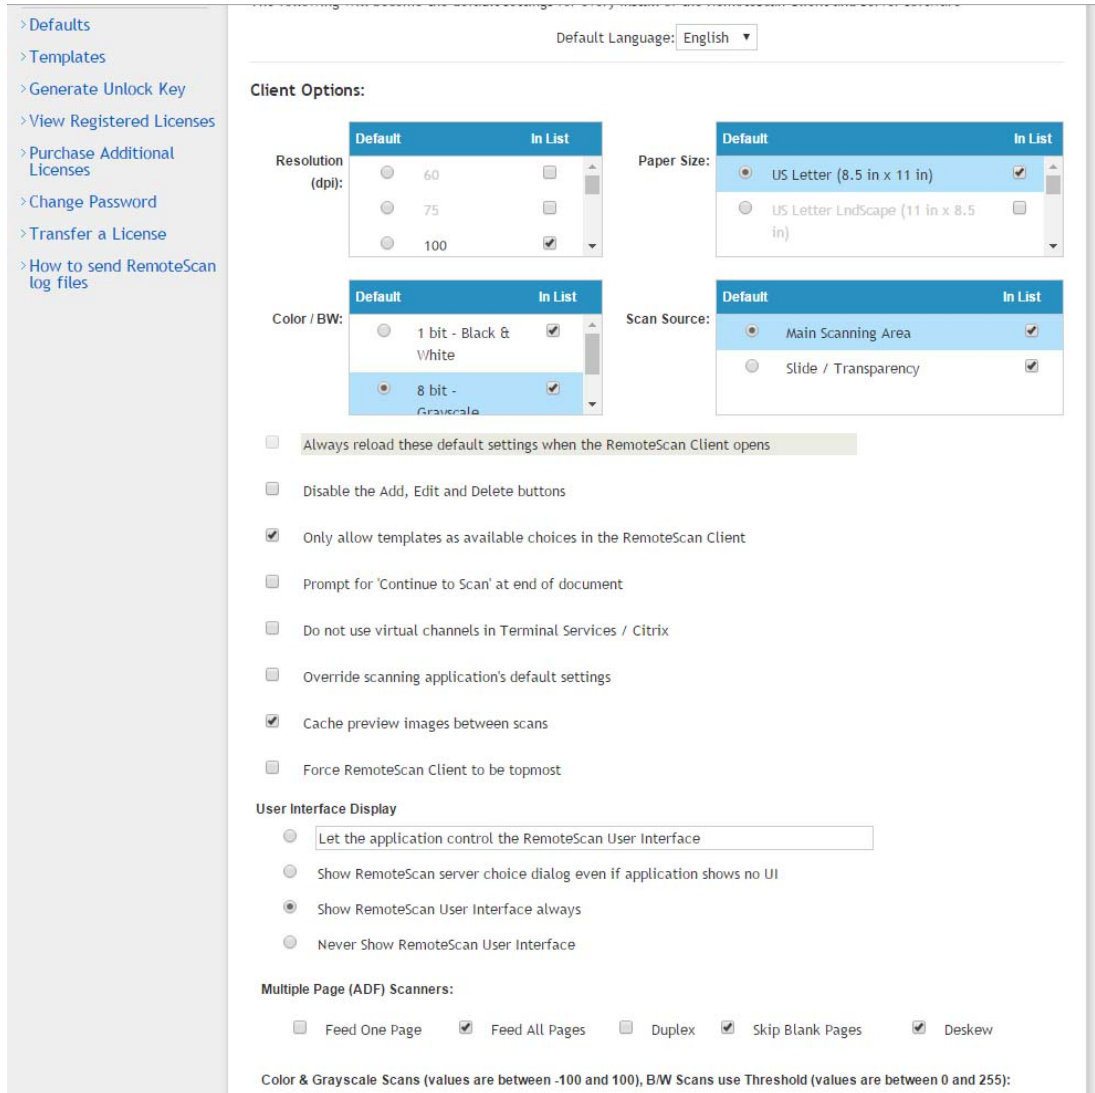 > Defaults
> Templates
> Generate Unlock Key
> View Registered Licenses
> Purchase Additional
Licenses
> Change Password
> Transfer a License
> How to send RemoteScan
log files
Default Language: English
Client Options:
Resolution
(dpi):
Default In List
60
75
100
Paper Size:
Default In List
US Letter (8.5 in x 11 in)
US Letter LndScape (11 in x 8.5
in)
Color / BW:
Default In List
1 bit - Black &
White
8 bit -
Grayscale
Scan Source:
Default In List
Main Scanning Area
Slide / Transparency
Always reload these default settings when the RemoteScan Client opens
Disable the Add, Edit and Delete buttons
Only allow templates as available choices in the RemoteScan Client
Prompt for 'Continue to Scan' at end of document
Do not use virtual channels in Terminal Services / Citrix
Override scanning application's default settings
Cache preview images between scans
Force RemoteScan Client to be topmost
User Interface Display
Let the application control the RemoteScan User Interface
Show RemoteScan server choice dialog even if application shows no UI
Show RemoteScan User Interface always
Never Show RemoteScan User Interface
Multiple Page (ADF) Scanners:
Feed One Page Feed All Pages Duplex Skip Blank Pages Deskew
Color & Grayscale Scans (values are between -100 and 100), B/W Scans use Threshold (values are between 0 and 255):